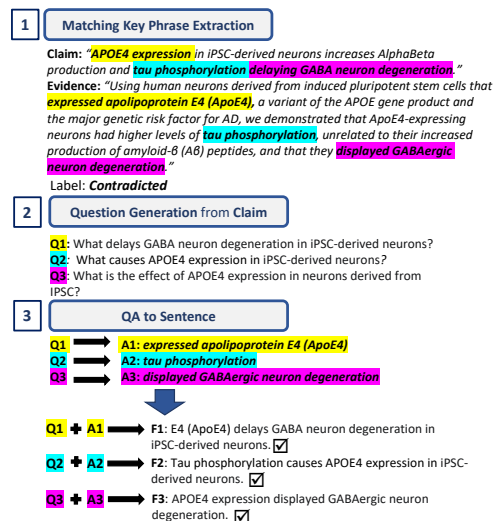 1 Matching Key Phrase Extraction
Claim: “APOE4 expression in iPSC-derived neurons increases AlphaBeta
production and tau phosphorylation delaying GABA neuron degeneration.”
Evidence: “Using human neurons derived from induced pluripotent stem cells that
expressed apolipoprotein E4 (ApoE4), a variant of the APOE gene product and
the major genetic risk factor for AD, we demonstrated that ApoE4-expressing
neurons had higher levels of tau phosphorylation, unrelated to their increased
production of amyloid-β (Aβ) peptides, and that they displayed GABAergic
neuron degeneration.”
Label: Contradicted
2 Question Generation from Claim
Q1: What delays GABA neuron degeneration in iPSC-derived neurons?
Q2: What causes APOE4 expression in iPSC-derived neurons?
Q3: What is the effect of APOE4 expression in neurons derived from
IPSC?
3 QA to Sentence
Q1 A1: expressed apolipoprotein E4 (ApoE4)
Q2 A2: tau phosphorylation
Q3 A3: displayed GABAergic neuron degeneration
Q1 + A1 F1: E4 (ApoE4) delays GABA neuron degeneration in
iPSC-derived neurons.
Q2 + A2 F2: Tau phosphorylation causes APOE4 expression in iPSC-
derived neurons.
Q3 + A3 F3: APOE4 expression displayed GABAergic neuron
degeneration.